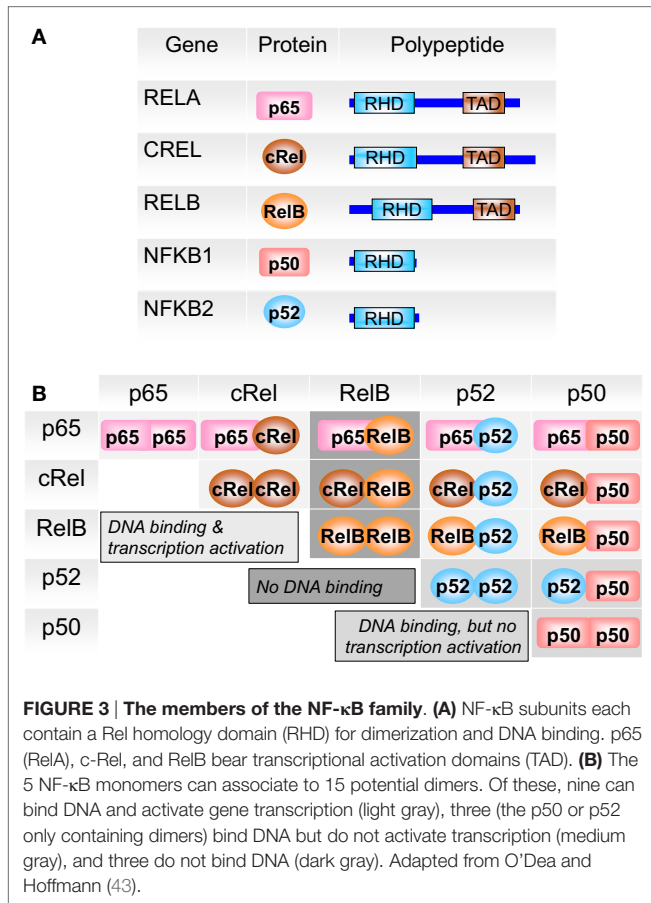 A
Gene Protein Polypeptide
RELA p65 RHD TAD
CREL cRel RHD TAD
RELB RelB RHD TAD
NFKB1 p50 RHD
NFKB2 p52 RHD
B
p65 cRel RelB p52 p50
p65 p65 p65 p65 cRel p65 RelB p65 p52 p65 p50
cRel cRel cRel cRel RelB cRel p52 cRel p50
RelB DNA binding & RelB RelB RelB p52 RelB p50
transcription activation
p52 No DNA binding p52 p52 p52 p50
p50 DNA binding, but no p50 p50
transcription activation
FIGURE 3 | The members of the NF-κB family. (A) NF-κB subunits each
contain a Rel homology domain (RHD) for dimerization and DNA binding. p65
(RelA), c-Rel, and RelB bear transcriptional activation domains (TAD). (B) The
5 NF-κB monomers can associate to 15 potential dimers. Of these, nine can
bind DNA and activate gene transcription (light gray), three (the p50 or p52
only containing dimers) bind DNA but do not activate transcription (medium
gray), and three do not bind DNA (dark gray). Adapted from O'Dea and
Hoffmann (43).